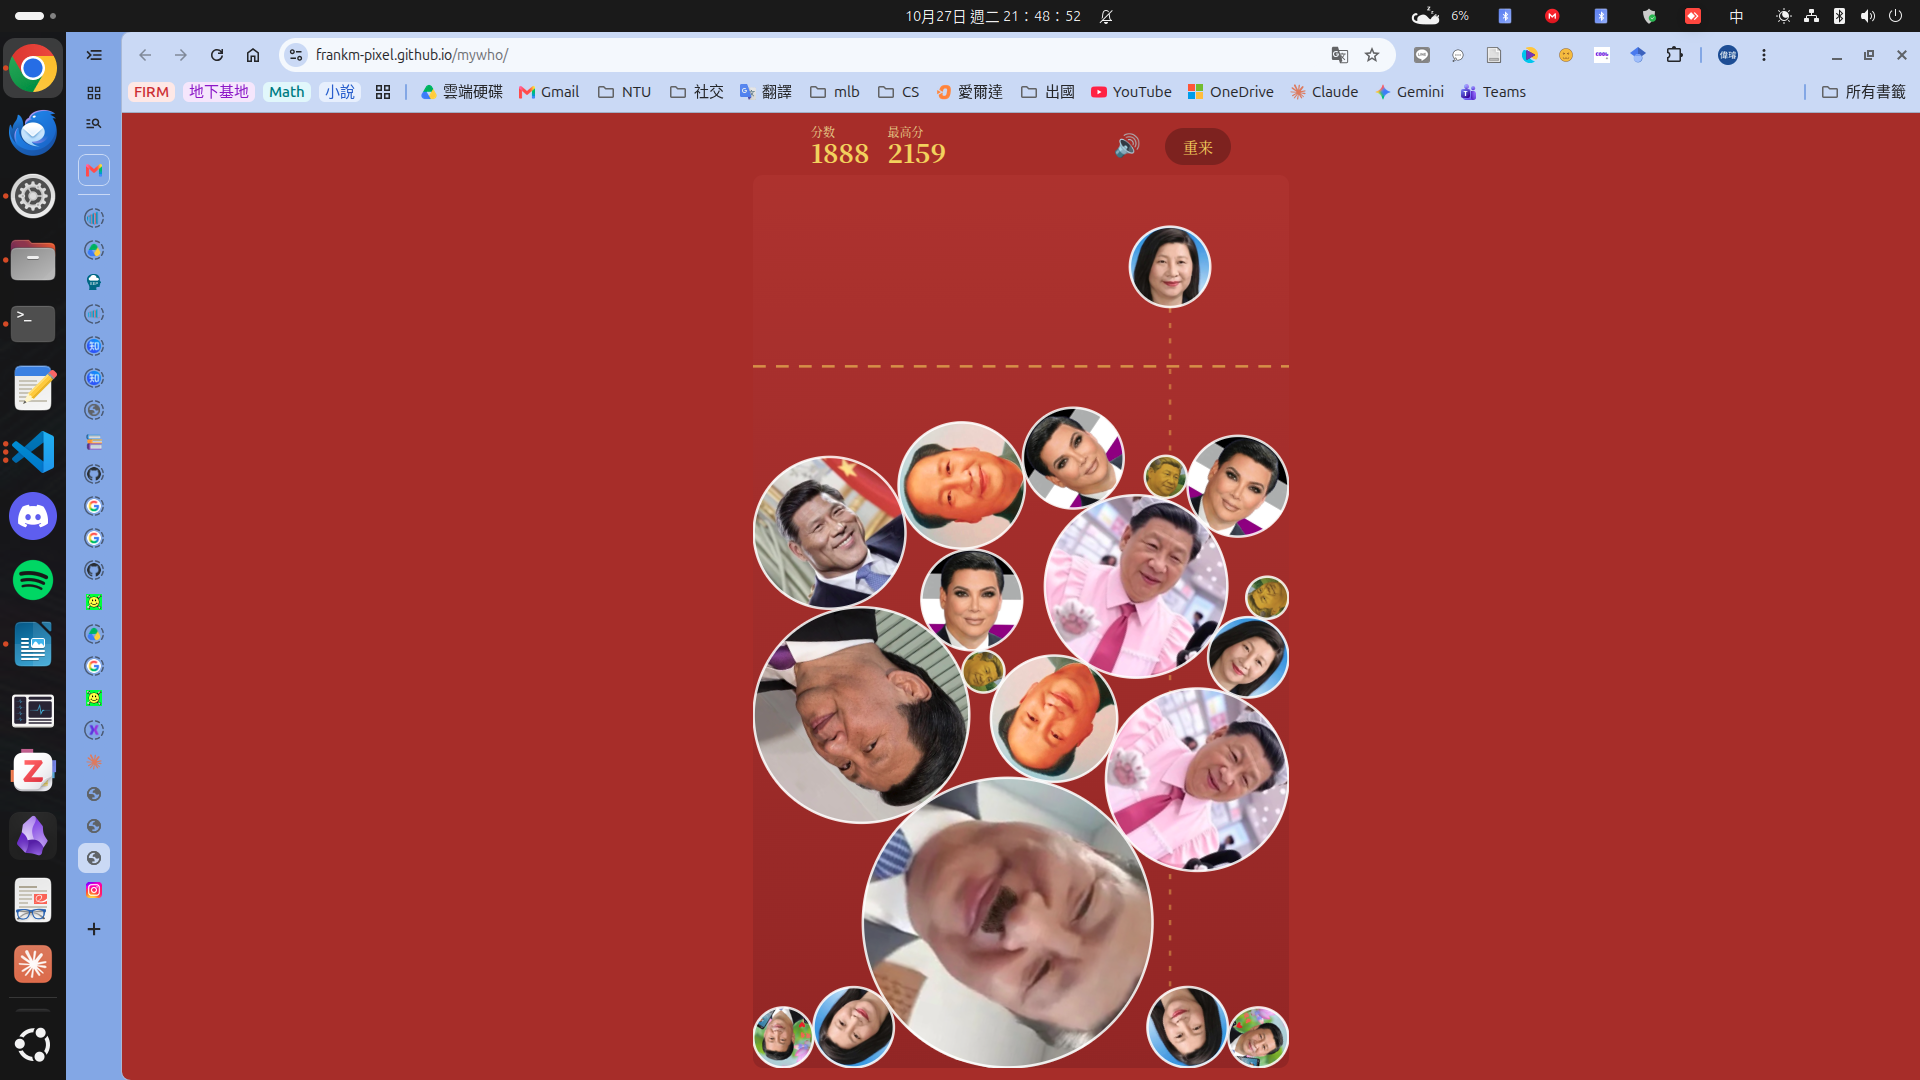 10月27日 週二 21：48：52
6%
中
frankm-pixel.github.io/mywho/
FIRM
地下基地
Math
小說
雲端硬碟
Gmail
NTU
社交
翻譯
mlb
CS
愛爾達
出國
YouTube
OneDrive
Claude
Gemini
Teams
所有書籤
分数
1888
最高分
2159
重来